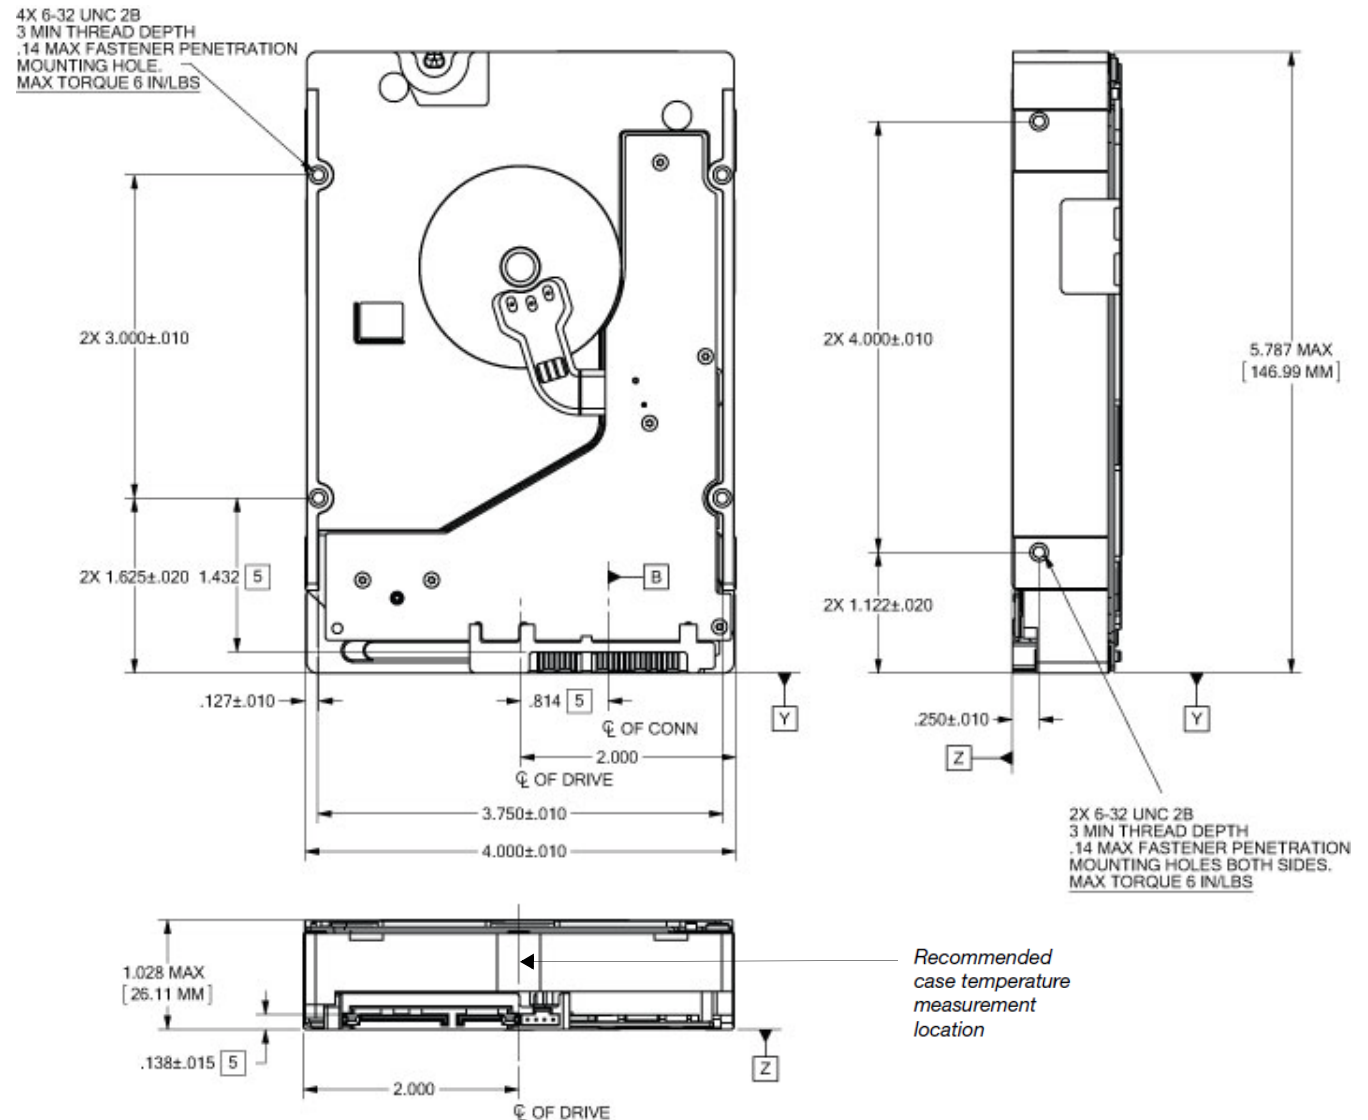 4X 6-32 UNC 2B
3 MIN THREAD DEPTH
.14 MAX FASTENER PENETRATION
MOUNTING HOLE.
MAX TORQUE 6 IN/LBS
2X 3.000±.010
2X 1.625±.020 1.432 5
B
.127±.010
.814 5
℄ OF CONN
Y
2.000
℄ OF DRIVE
3.750±.010
4.000±.010
2X 4.000±.010
5.787 MAX
[146.99 MM]
2X 1.122±.020
.250±.010
Y
Z
2X 6-32 UNC 2B
3 MIN THREAD DEPTH
.14 MAX FASTENER PENETRATION
MOUNTING HOLES BOTH SIDES.
MAX TORQUE 6 IN/LBS
1.028 MAX
[26.11 MM]
.138±.015 5
2.000
℄ OF DRIVE
Z
Recommended
case temperature
measurement
location